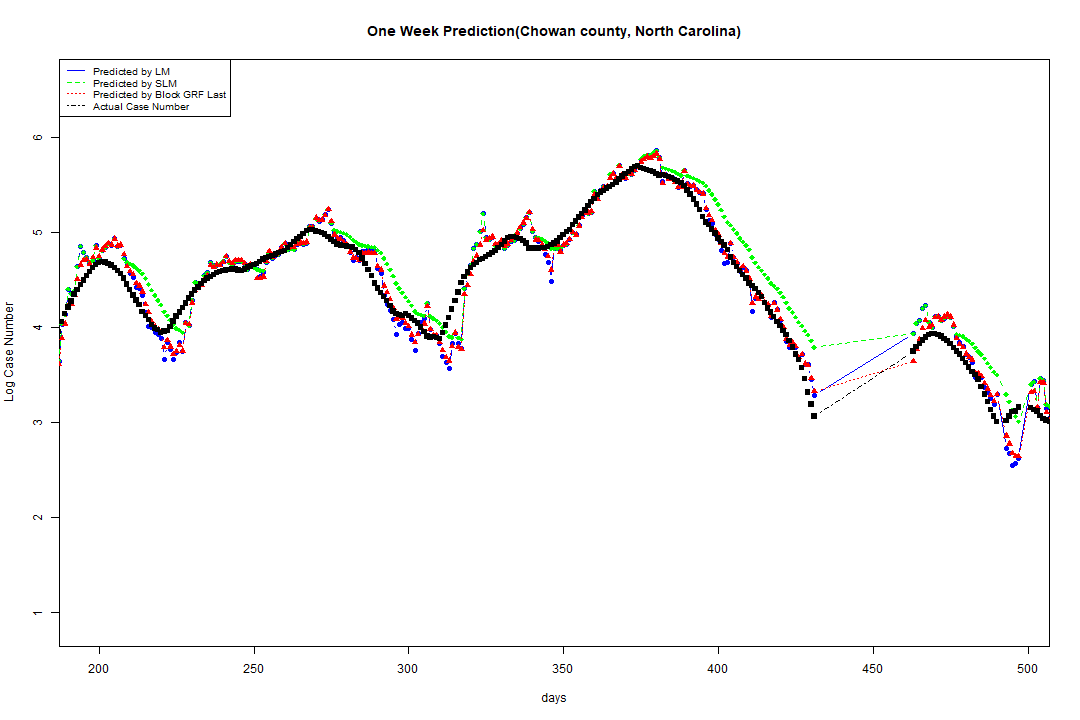 One Week Prediction(Chowan county, North Carolina)
Predicted by LM
Predicted by SLM
Predicted by Block GRF Last
Actual Case Number
Log Case Number
6
5
4
3
2
1
200 250 300 350 400 450 500
days